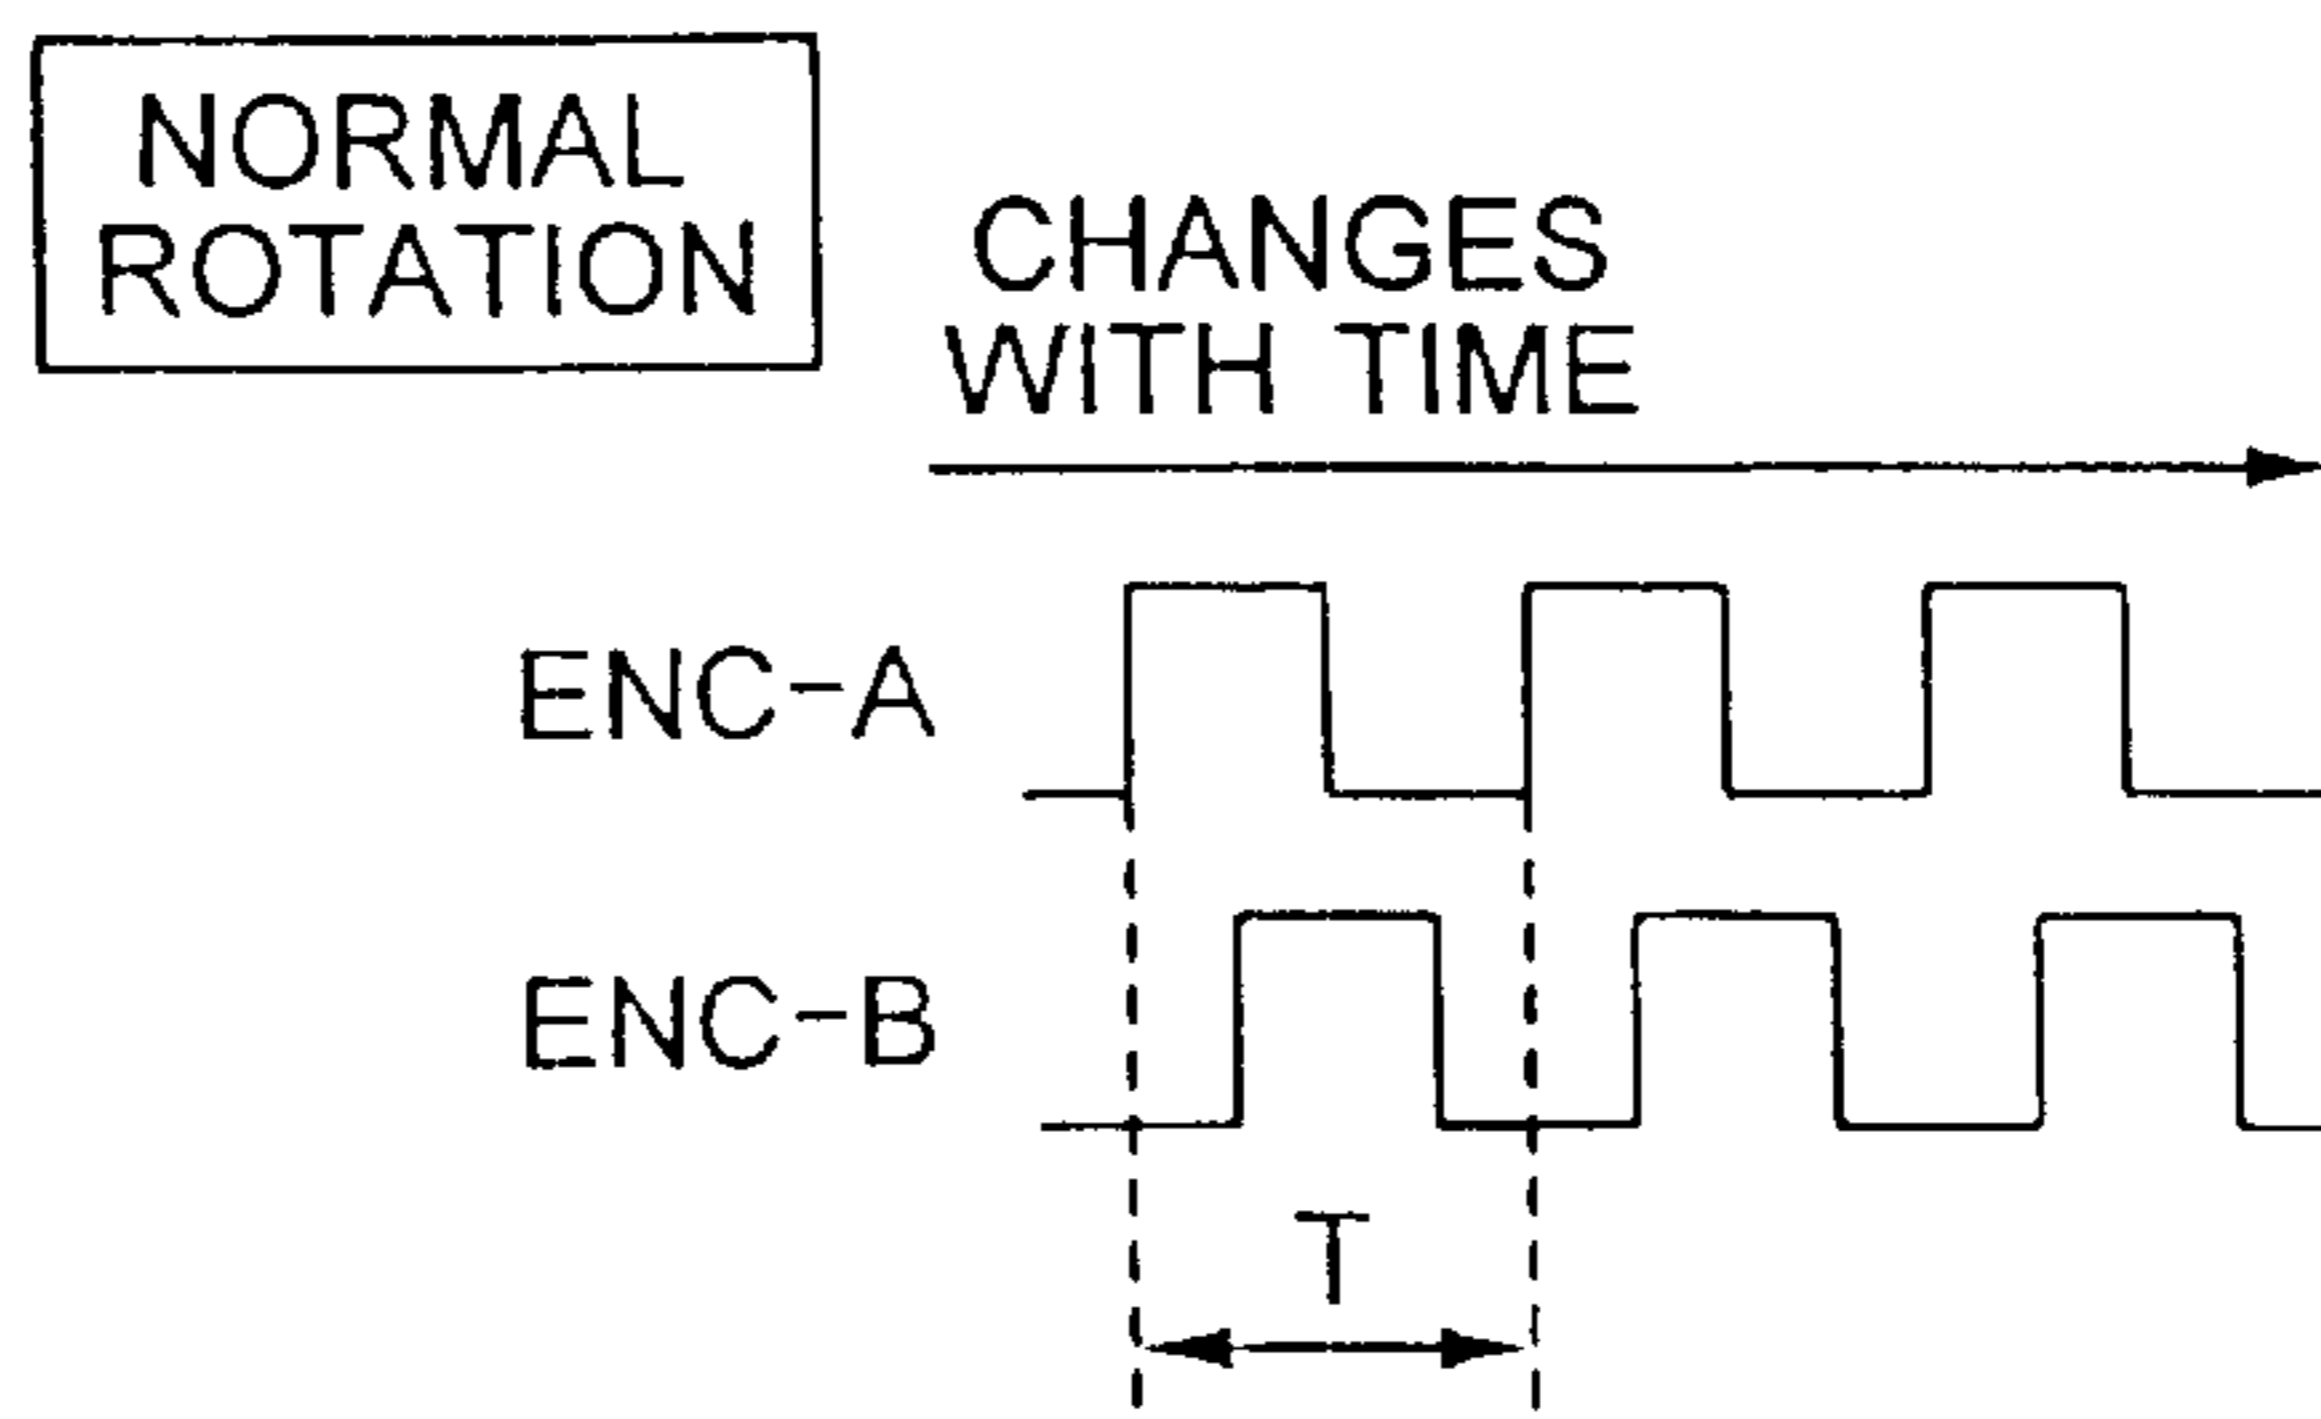 NORMAL
ROTATION
CHANGES
WITH TIME
ENC-A
ENC-B
T